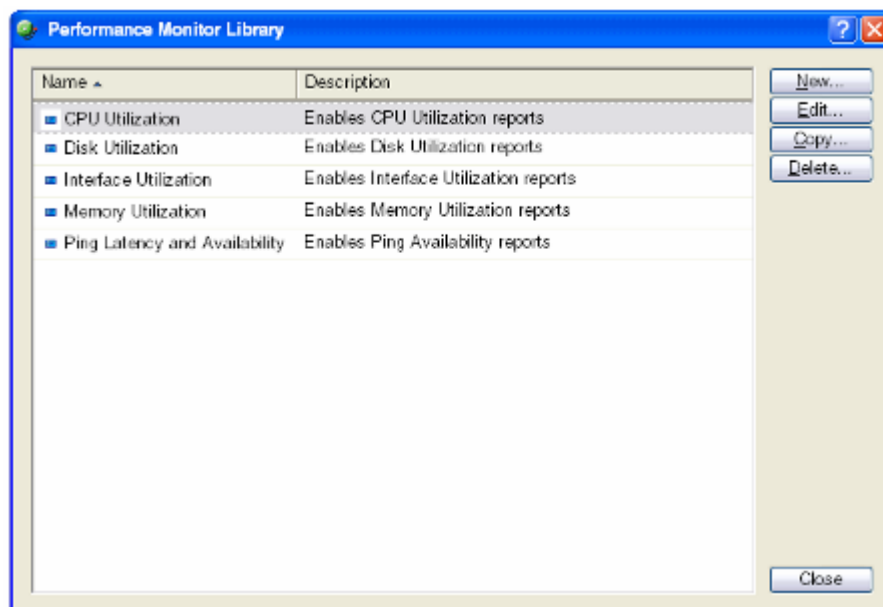 Performance Monitor Library
Name Description
CPU Utilization Enables CPU Utilization reports
Disk Utilization Enables Disk Utilization reports
Interface Utilization Enables Interface Utilization reports
Memory Utilization Enables Memory Utilization reports
Ping Latency and Availability Enables Ping Availability reports
New...
Edit...
Copy...
Delete...
Close